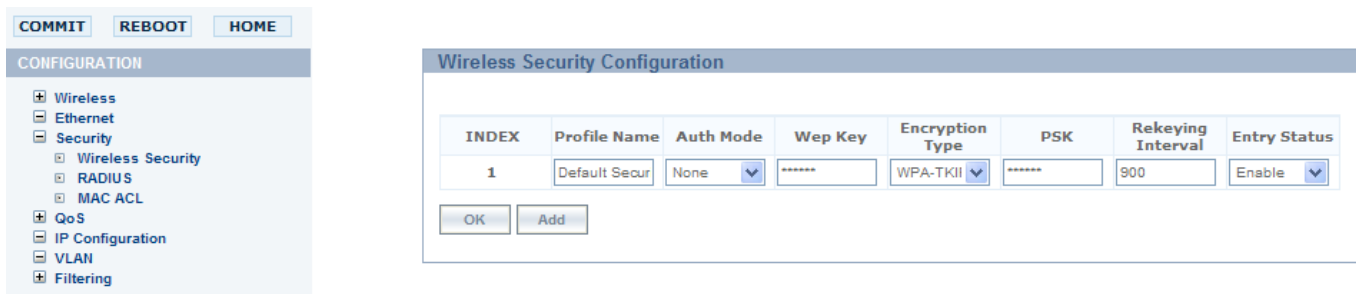 COMMIT REBOOT HOME
CONFIGURATION
Wireless
Ethernet
Security
Wireless Security
RADIUS
MAC ACL
QoS
IP Configuration
VLAN
Filtering
Wireless Security Configuration
INDEX Profile Name Auth Mode Wep Key Encryption Type PSK Rekeying Interval Entry Status
1 Default Secur None ****** WPA-TKII ****** 900 Enable
OK Add